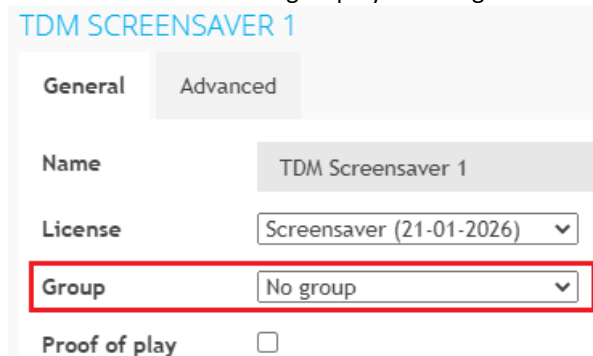 TDM SCREENSAVER 1
General Advanced
Name TDM Screensaver 1
License Screensaver (21-01-2026)
Group No group
Proof of play